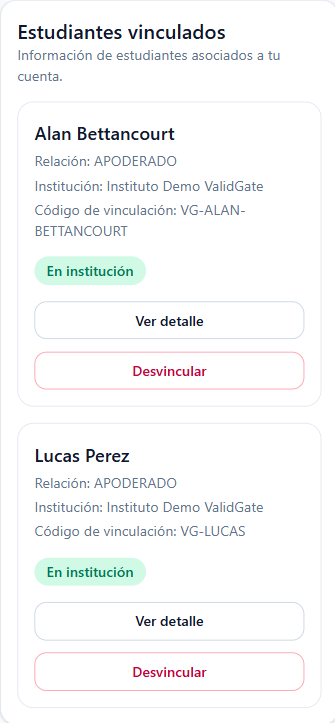 Estudiantes vinculados
Información de estudiantes asociados a tu
cuenta.
Alan Bettancourt
Relación: APODERADO
Institución: Instituto Demo ValidGate
Código de vinculación: VG-ALAN-
BETTANCOURT
En institución
Ver detalle
Desvincular
Lucas Perez
Relación: APODERADO
Institución: Instituto Demo ValidGate
Código de vinculación: VG-LUCAS
En institución
Ver detalle
Desvincular